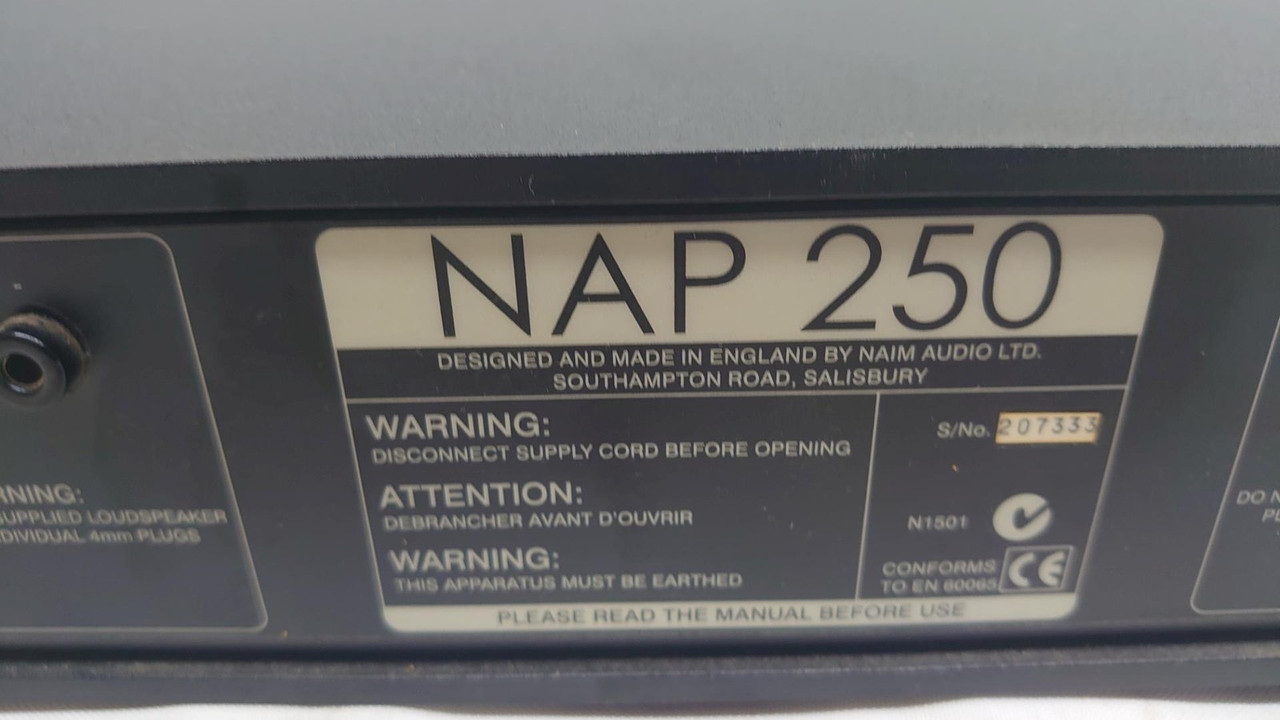 NAP 250
DESIGNED AND MADE IN ENGLAND BY NAIM AUDIO LTD.
SOUTHAMPTON ROAD, SALISBURY
WARNING:
DISCONNECT SUPPLY CORD BEFORE OPENING
ATTENTION:
DEBRANCHER AVANT D'OUVRIR
WARNING:
THIS APPARATUS MUST BE EARTHED
S/No. 207333
N1501
CONFORMS
TO EN 60065
CE
PLEASE READ THE MANUAL BEFORE USE
RNING:
SUPPLIED LOUDSPEAKER
DIVIDUAL 4mm PLUGS
DO N